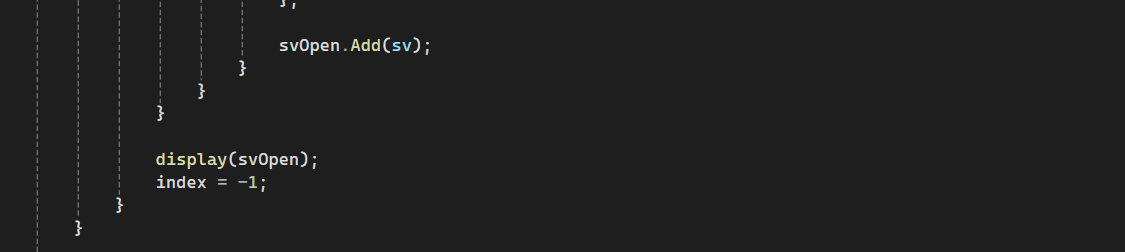 };
svOpen.Add(sv);
}
}
}
display(svOpen);
index = -1;
}
}